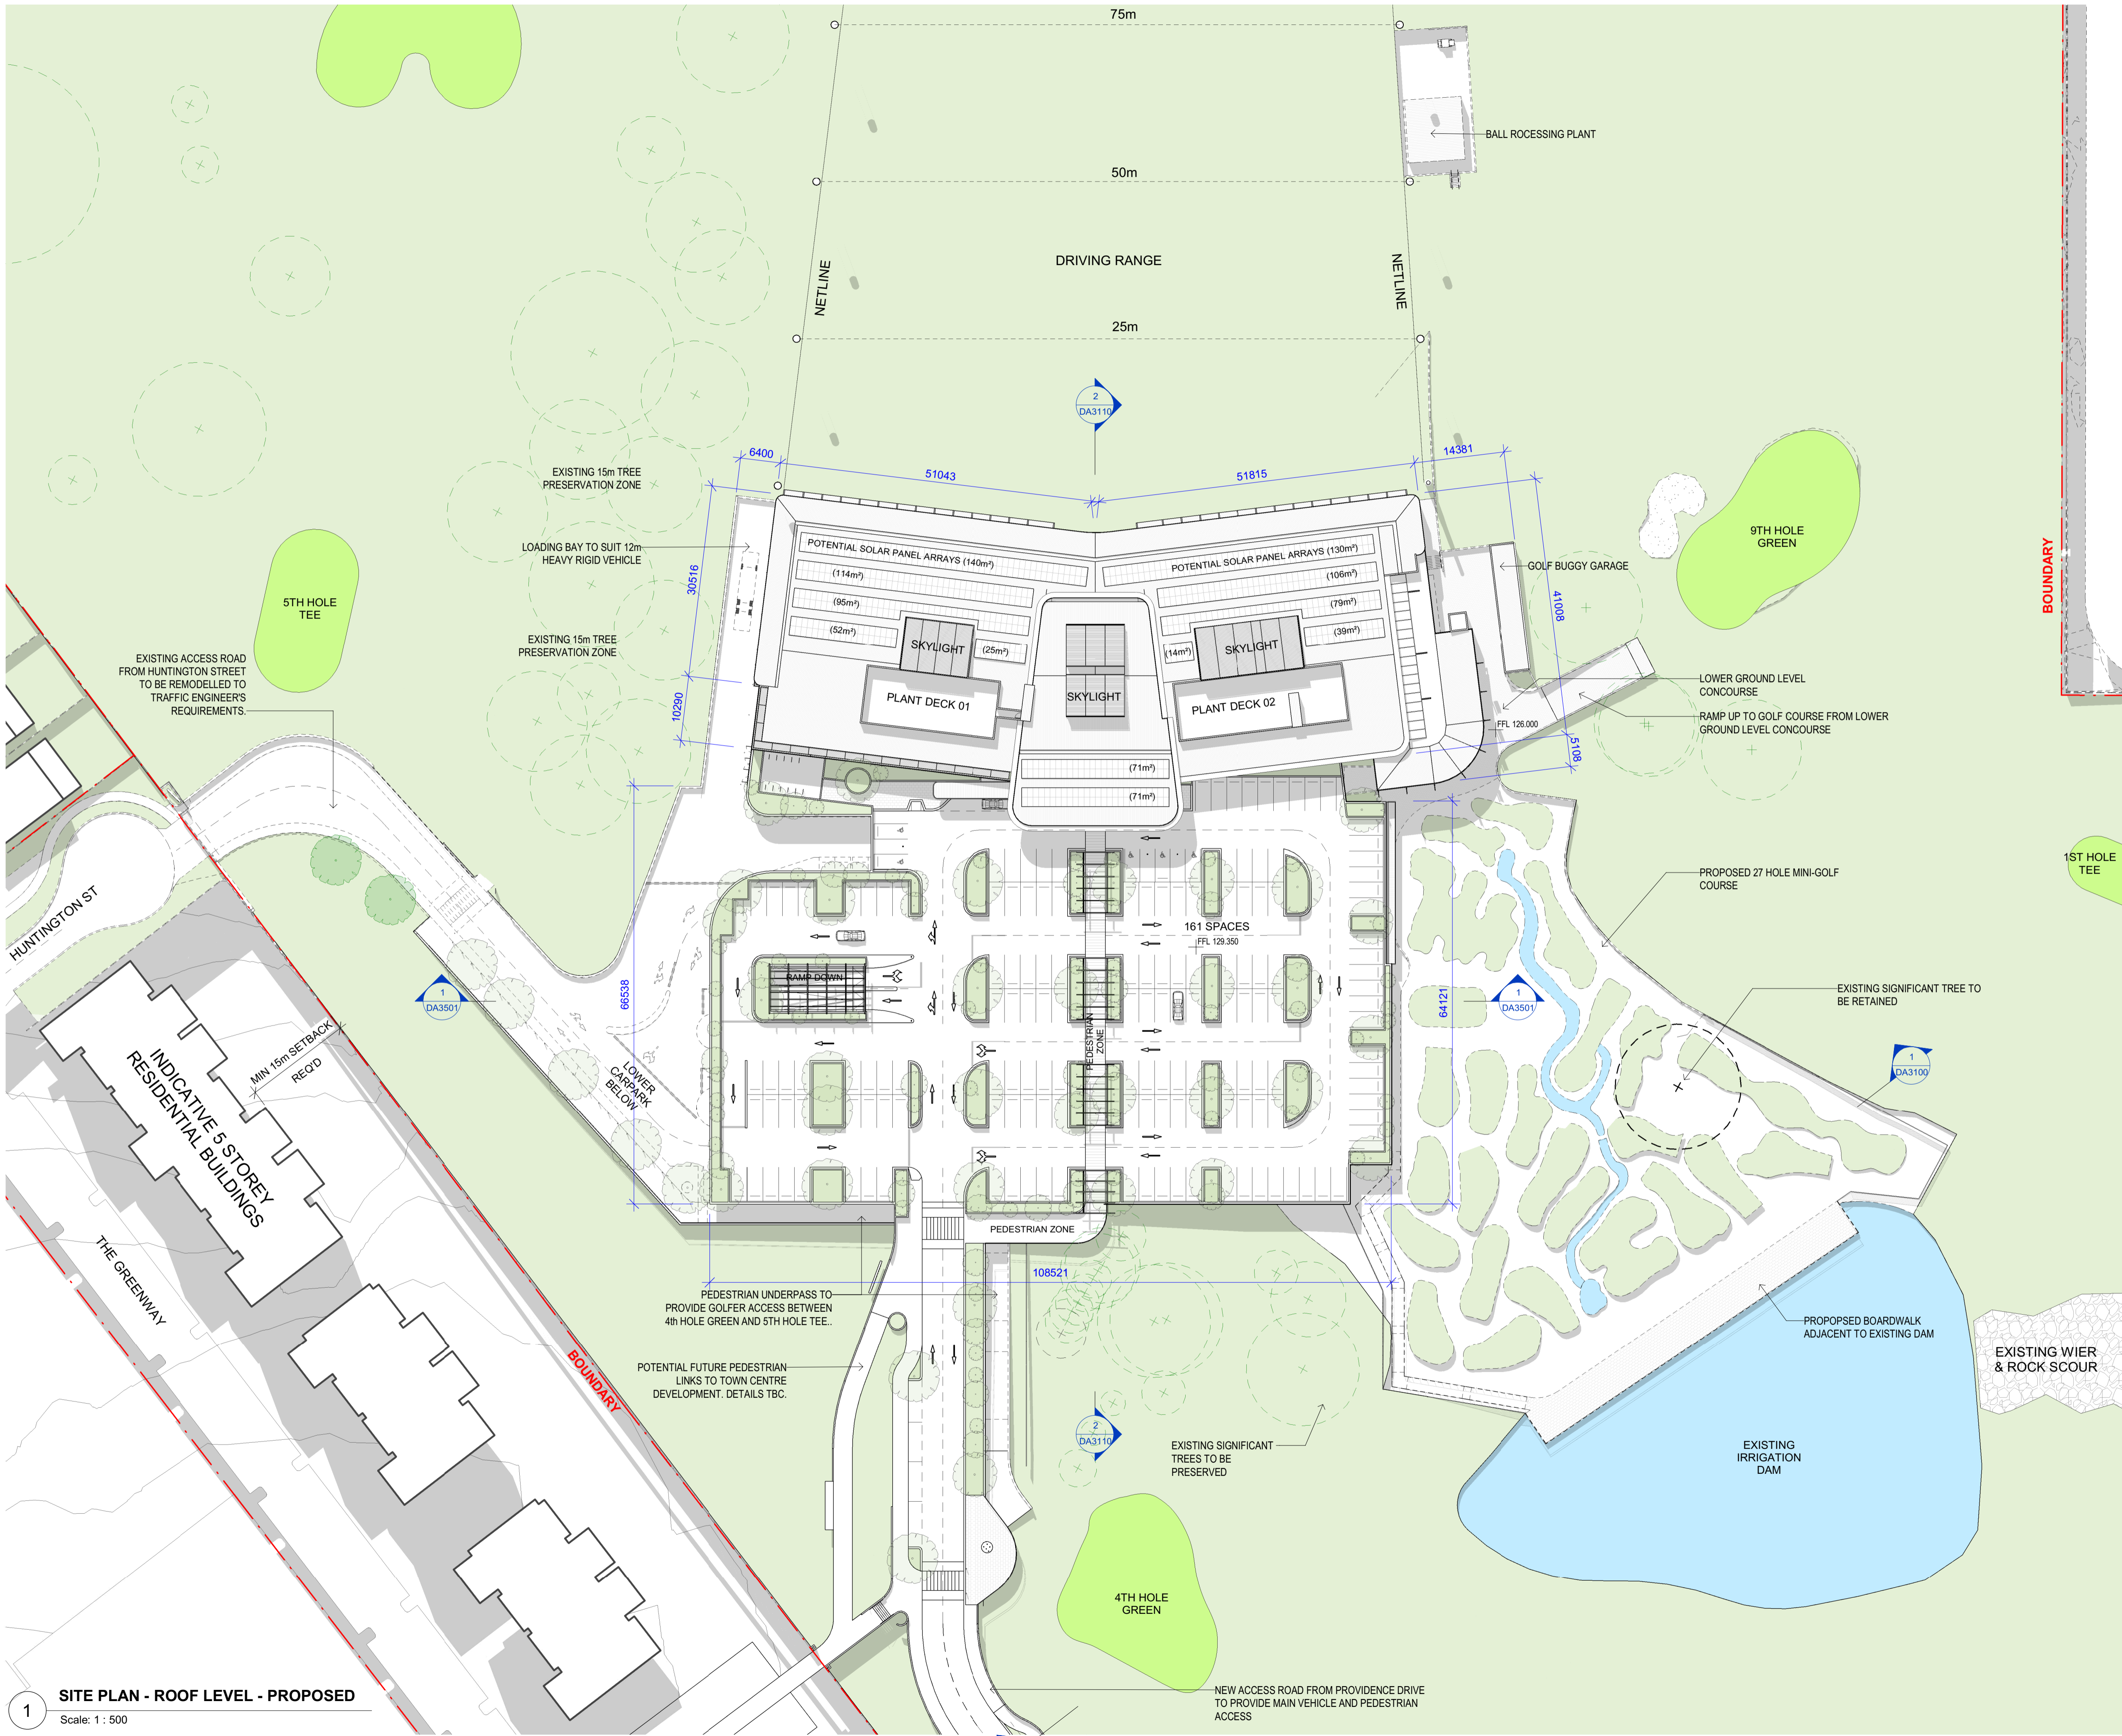 75m
BALL ROCESSING PLANT
50m
DRIVING RANGE
NETLINE
NETLINE
25m
BOUNDARY
2
DA3110
6400
51043
51815
14381
EXISTING 15m TREE
PRESERVATION ZONE
9TH HOLE
GREEN
LOADING BAY TO SUIT 12m
HEAVY RIGID VEHICLE
POTENTIAL SOLAR PANEL ARRAYS (140m²)
POTENTIAL SOLAR PANEL ARRAYS (130m²)
GOLF BUGGY GARAGE
30516
(114m²)
(106m²)
41008
5TH HOLE
TEE
(95m²)
(79m²)
(52m²)
(39m²)
EXISTING 15m TREE
PRESERVATION ZONE
SKYLIGHT
(25m²)
(14m²)
SKYLIGHT
EXISTING ACCESS ROAD
FROM HUNTINGTON STREET
TO BE REMODELLED TO
TRAFFIC ENGINEERS
REQUIREMENTS.
LOWER GROUND LEVEL
CONCOURSE
10290
PLANT DECK 01
SKYLIGHT
PLANT DECK 02
RAMP UP TO GOLF COURSE FROM LOWER
GROUND LEVEL CONCOURSE
FFL 126.000
5108
(71m²)
(71m²)
1ST HOLE
TEE
PROPOSED 27 HOLE MINI-GOLF
COURSE
HUNTINGTON ST
161 SPACES
FFL 129.350
RAMP DOWN
EXISTING SIGNIFICANT TREE TO
BE RETAINED
1
DA3501
66538
64121
1
DA3501
PEDESTRIAN
ZONE
MIN 15m SETBACK
REQ'D
INDICATIVE 5 STOREY
RESIDENTIAL BUILDINGS
LOWER
CARPARK
BELOW
1
DA3100
PEDESTRIAN ZONE
THE GREENWAY
108521
PEDESTRIAN UNDERPASS TO
PROVIDE GOLFER ACCESS BETWEEN
4th HOLE GREEN AND 5TH HOLE TEE..
PROPOPSED BOARDWALK
ADJACENT TO EXISTING DAM
EXISTING WIER
& ROCK SCOUR
BOUNDARY
POTENTIAL FUTURE PEDESTRIAN
LINKS TO TOWN CENTRE
DEVELOPMENT. DETAILS TBC.
2
DA3110
EXISTING SIGNIFICANT
TREES TO BE
PRESERVED
EXISTING
IRRIGATION
DAM
4TH HOLE
GREEN
NEW ACCESS ROAD FROM PROVIDENCE DRIVE
TO PROVIDE MAIN VEHICLE AND PEDESTRIAN
ACCESS
1
SITE PLAN - ROOF LEVEL - PROPOSED
Scale: 1 : 500